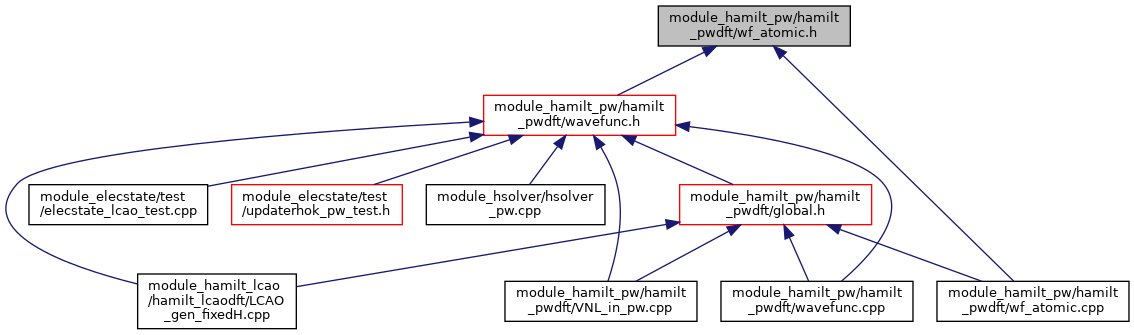 module_hamilt_pw/hamilt
_pwdft/wf_atomic.h
module_hamilt_pw/hamilt
_pwdft/wavefunc.h
module_elecstate/test
/elecstate_lcao_test.cpp
module_elecstate/test
/updaterhok_pw_test.h
module_hsolver/hsolver
_pw.cpp
module_hamilt_pw/hamilt
_pwdft/global.h
module_hamilt_lcao
/hamilt_lcaodft/LCAO
_gen_fixedH.cpp
module_hamilt_pw/hamilt
_pwdft/VNL_in_pw.cpp
module_hamilt_pw/hamilt
_pwdft/wavefunc.cpp
module_hamilt_pw/hamilt
_pwdft/wf_atomic.cpp